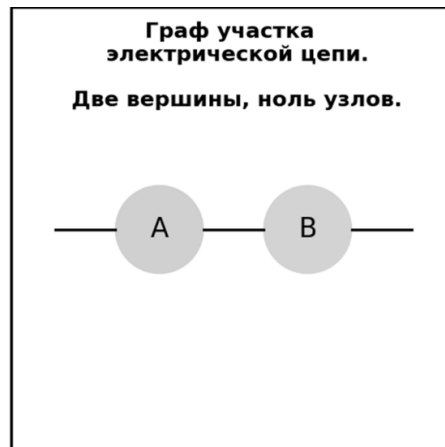 Граф участка
электрической цепи.
Две вершины, ноль узлов.
A B